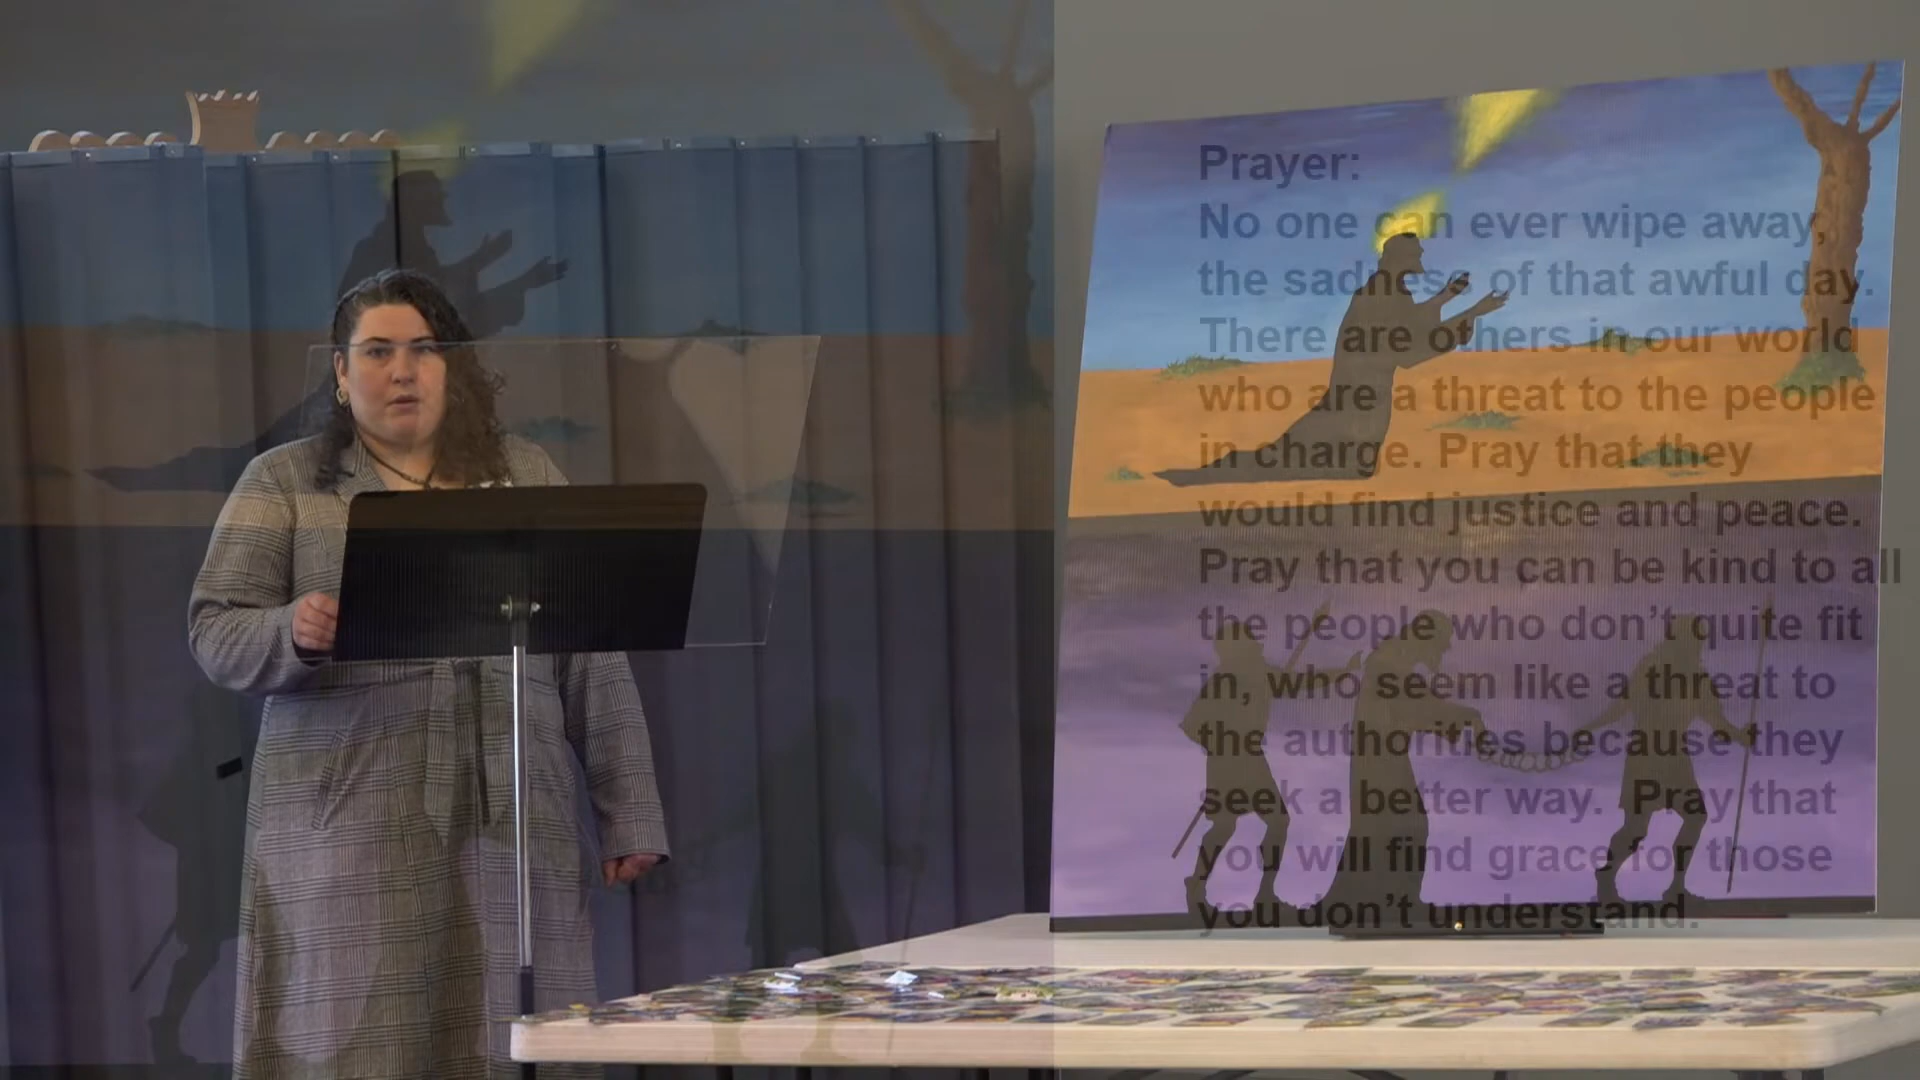 Prayer:
No one can ever wipe away,
the sadness of that awful day.
There are others in our world
who are a threat to the people
in charge. Pray that they
would find justice and peace.
Pray that you can be kind to all
the people who don’t quite fit
in, who seem like a threat to
the authorities because they
seek a better way. Pray that
you will find grace for those
you don’t understand.